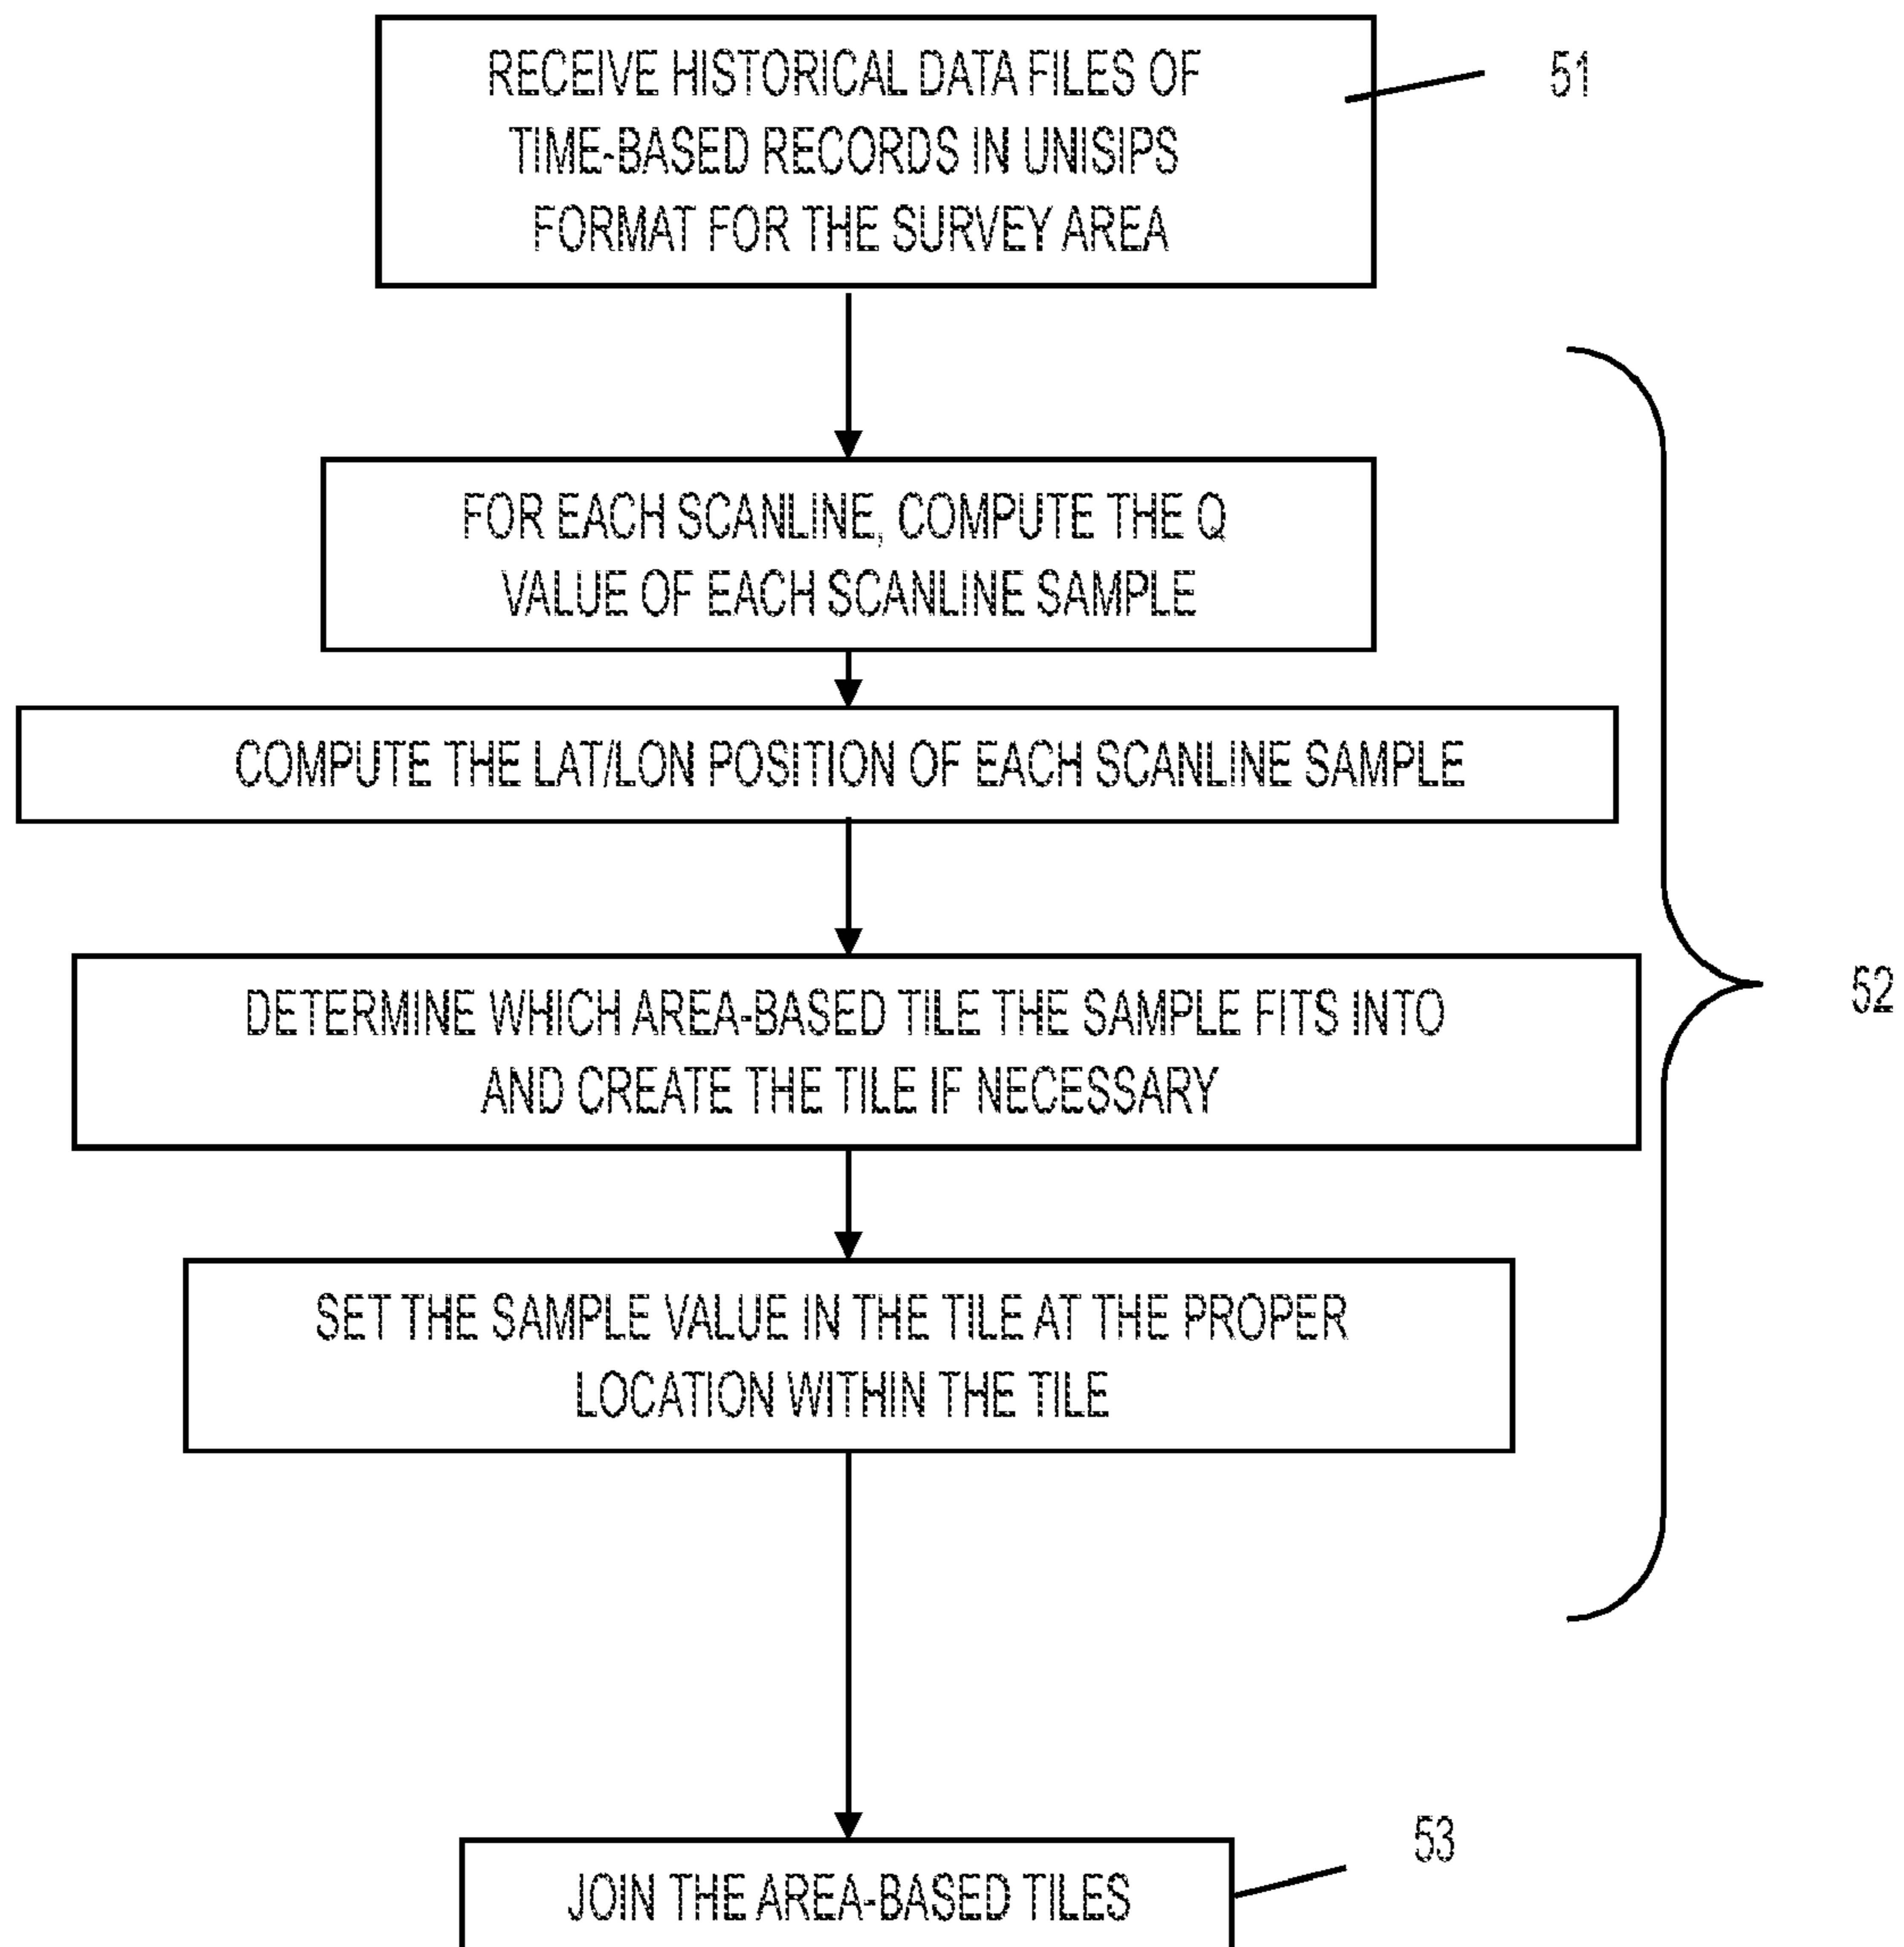 RECEIVE HISTORICAL DATA FILES OF
TIME-BASED RECORDS IN UNISIPS
FORMAT FOR THE SURVEY AREA
51
FOR EACH SCANLINE, COMPUTE THE Q
VALUE OF EACH SCANLINE SAMPLE
COMPUTE THE LAT/LON POSITION OF EACH SCANLINE SAMPLE
DETERMINE WHICH AREA-BASED TILE THE SAMPLE FITS INTO
AND CREATE THE TILE IF NECESSARY
52
SET THE SAMPLE VALUE IN THE TILE AT THE PROPER
LOCATION WITHIN THE TILE
53
JOIN THE AREA-BASED TILES